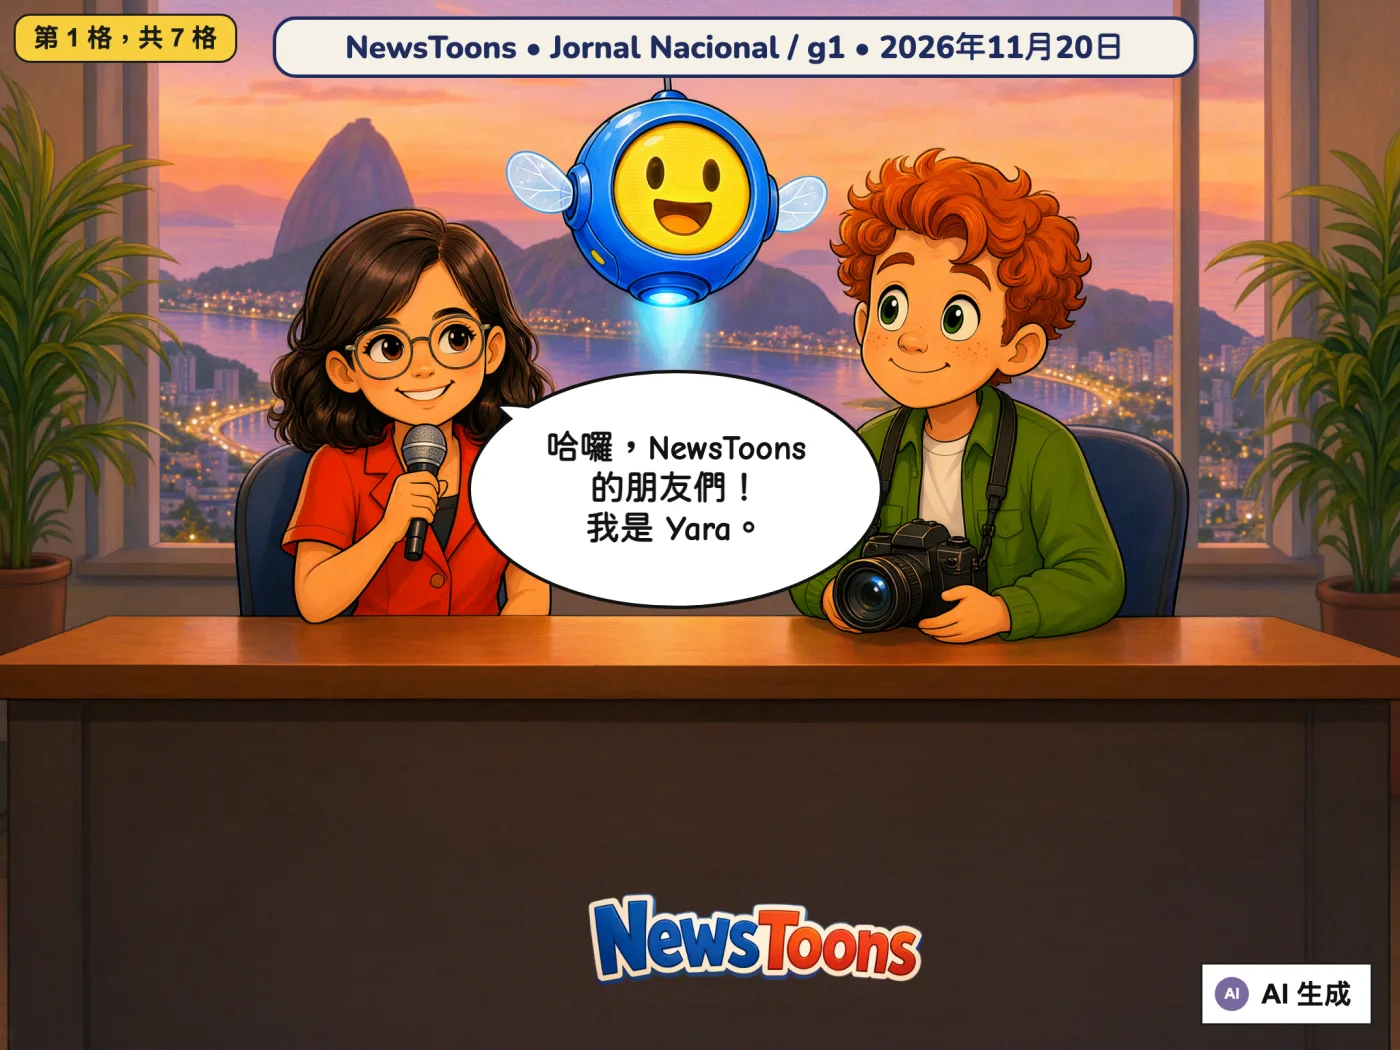 第 1 格，共 7 格
NewsToons • Jornal Nacional / g1 • 2026年11月20日
哈囉，NewsToons
的朋友們！
我是 Yara。
NewsToons
AI AI 生成